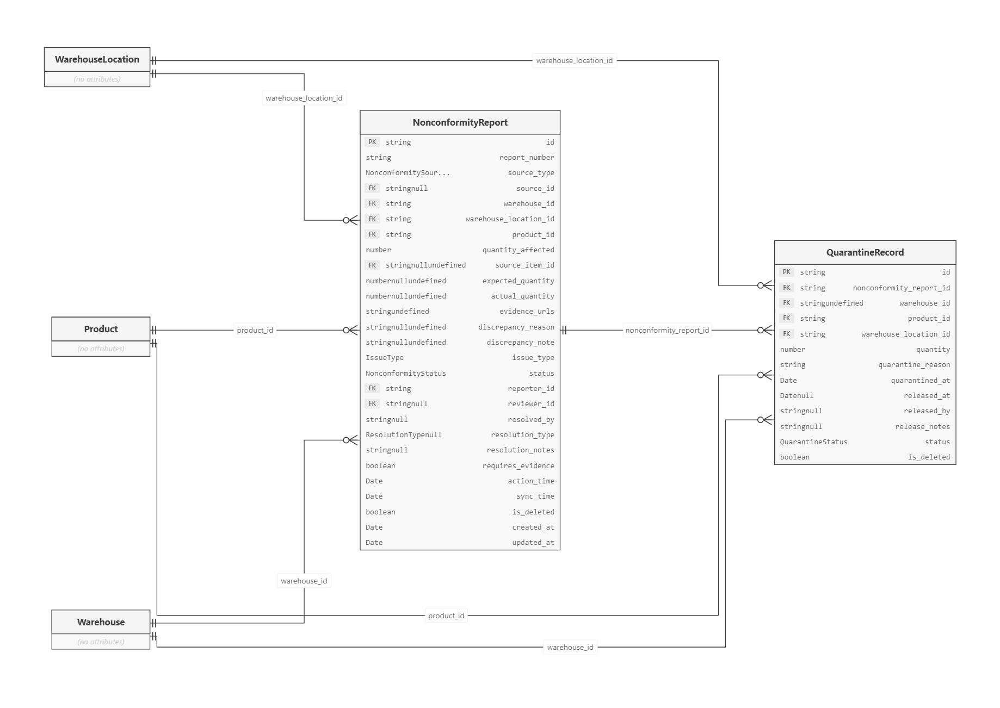 WarehouseLocation
(no attributes)
warehouse_location_id
warehouse_location_id
NonconformityReport
PK string id
string report_number
NonconformitySour... source_type
FK stringnull source_id
FK string warehouse_id
FK string warehouse_location_id
FK string product_id
number quantity_affected
FK stringnullundefined source_item_id
numbernullundefined expected_quantity
numbernullundefined actual_quantity
stringundefined evidence_urls
stringnullundefined discrepancy_reason
stringnullundefined discrepancy_note
IssueType issue_type
NonconformityStatus status
FK string reporter_id
FK stringnull reviewer_id
stringnull resolved_by
ResolutionTypenull resolution_type
stringnull resolution_notes
boolean requires_evidence
Date action_time
Date sync_time
boolean is_deleted
Date created_at
Date updated_at
QuarantineRecord
PK string id
FK string nonconformity_report_id
FK stringundefined warehouse_id
FK string product_id
FK string warehouse_location_id
number quantity
string quarantine_reason
Date quarantined_at
Datenull released_at
stringnull released_by
stringnull release_notes
QuarantineStatus status
boolean is_deleted
Product
(no attributes)
product_id
nonconformity_report_id
warehouse_id
Warehouse
(no attributes)
product_id
warehouse_id